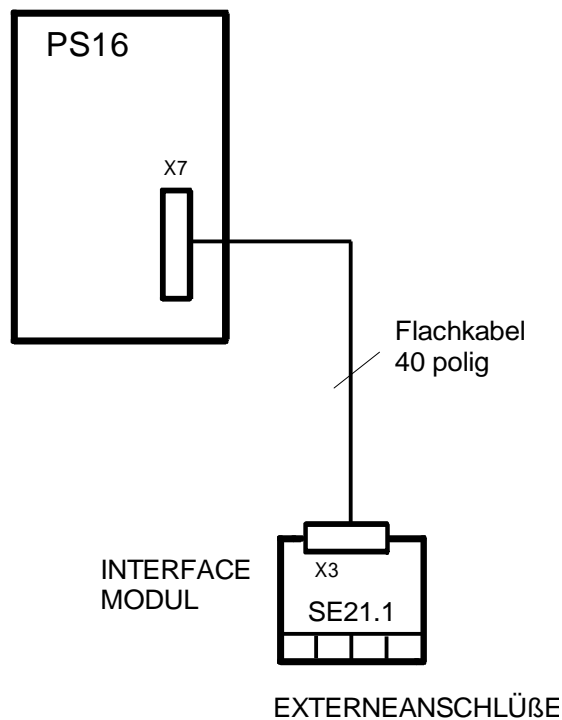 PS16
X7
Flachkabel
40 polig
INTERFACE
MODUL
X3
SE21.1
EXTERNEANSCHLÜßE